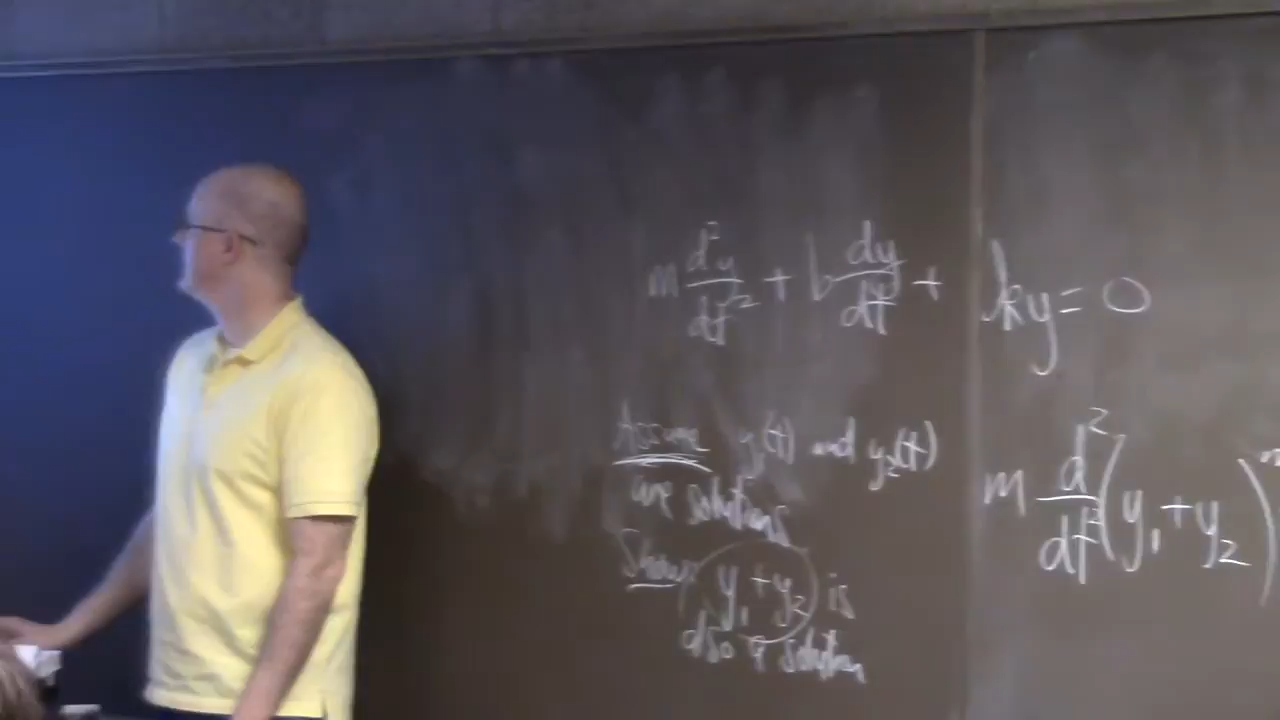 m d²y/dt² + b dy/dt + ky = 0
Assume y₁(t) and y₂(t)
are solutions
Show: y₁ + y₂ is
also a solution
m d²/dt² (y₁ + y₂)